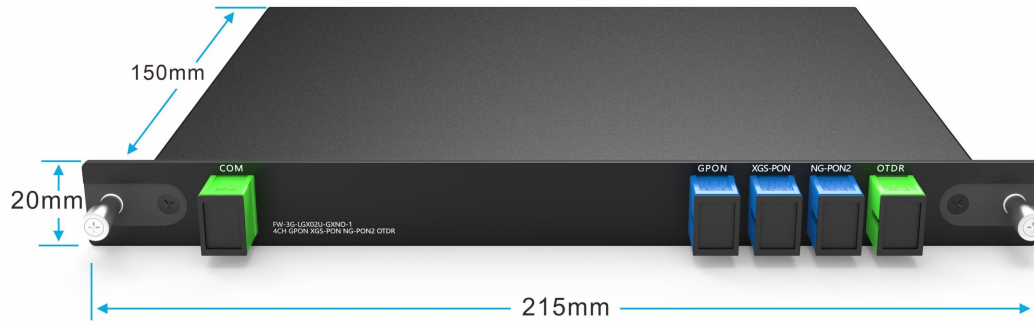 150mm
20mm
COM
GPON
XGS-PON
NG-PON2
OTDR
FW-3G-LGX02U-GXNO-1
4CH GPON XGS-PON NG-PON2 OTDR
215mm